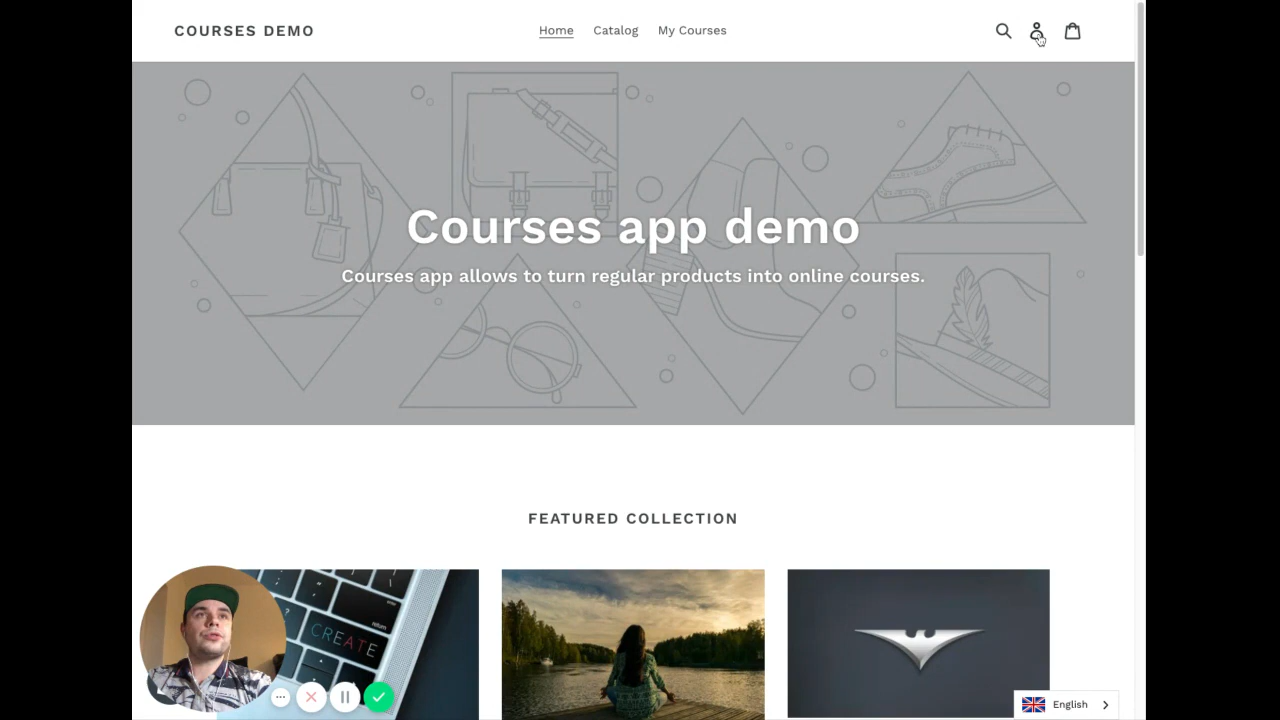 COURSES DEMO
Home Catalog My Courses
Courses app demo
Courses app allows to turn regular products into online courses.
FEATURED COLLECTION
return
CREATE
English